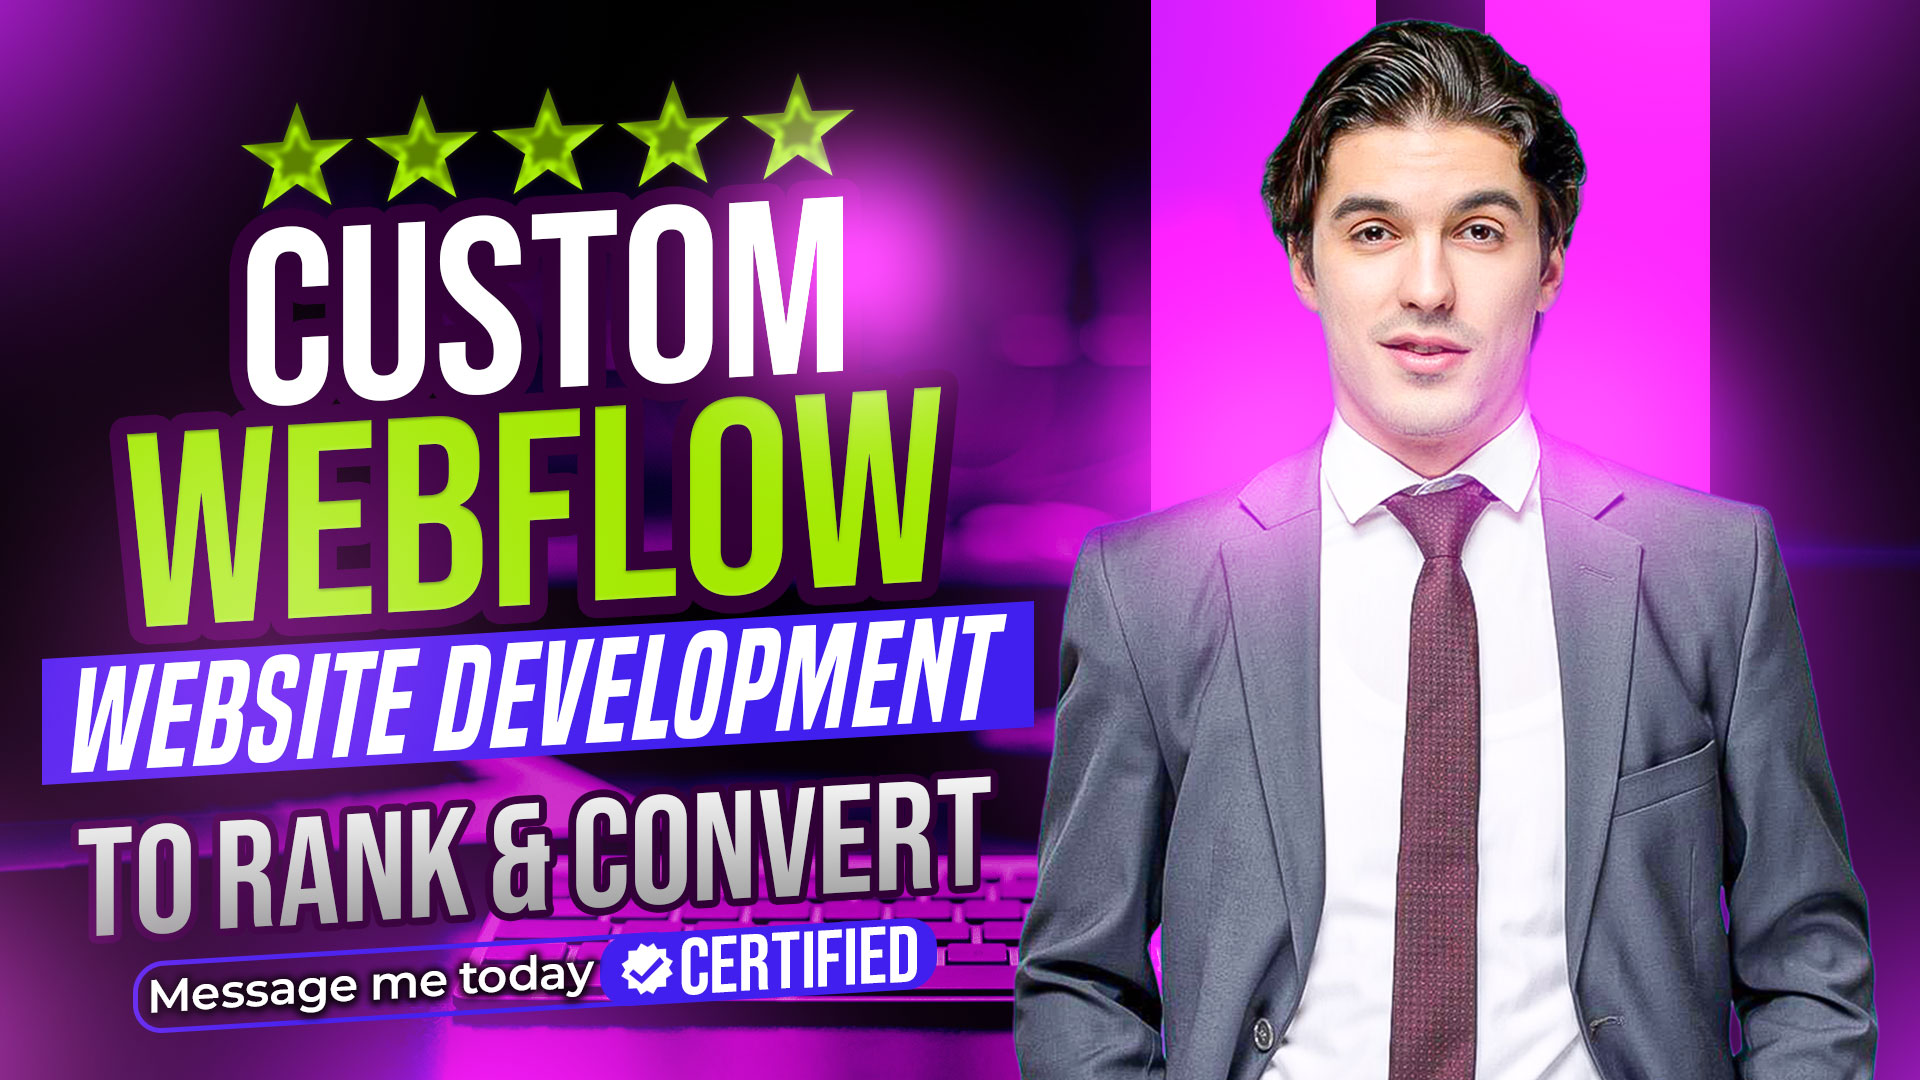 CUSTOM
WEBFLOW
WEBSITE DEVELOPMENT
TO RANK & CONVERT
Message me today CERTIFIED